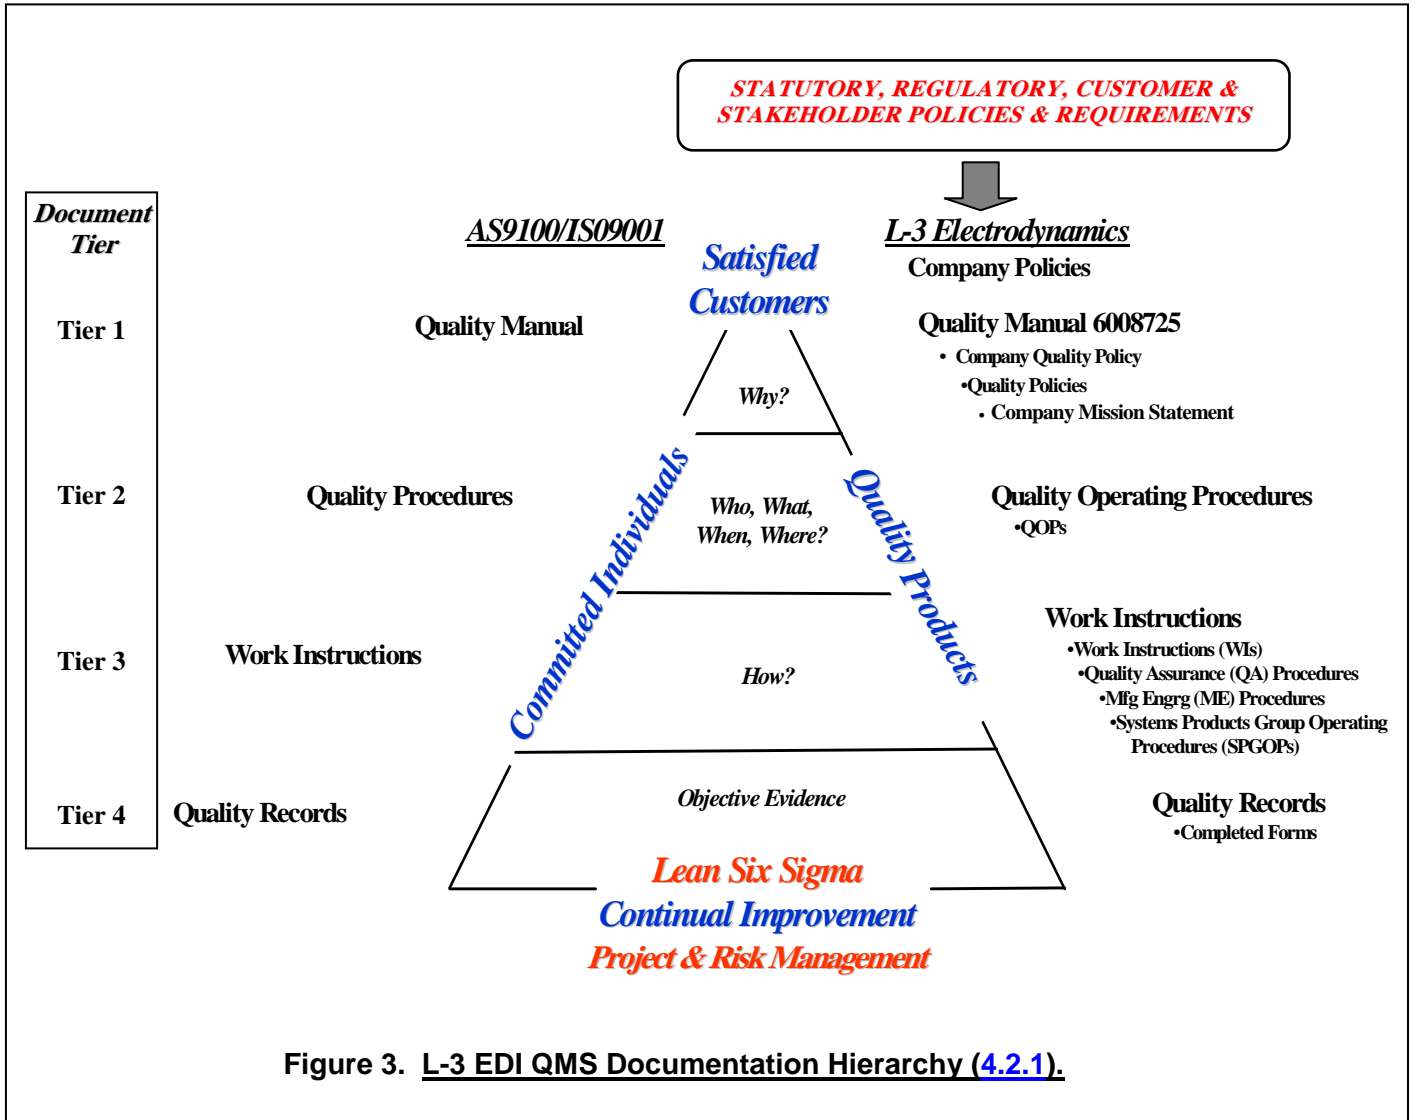 STATUTORY, REGULATORY, CUSTOMER &
STAKEHOLDER POLICIES & REQUIREMENTS
Document
Tier
AS9100/IS09001
L-3 Electrodynamics
Satisfied
Customers
Company Policies
Tier 1
Quality Manual
Quality Manual 6008725
• Company Quality Policy
•Quality Policies
• Company Mission Statement
Why?
Committed Individuals
Quality Products
Tier 2
Quality Procedures
Who, What,
When, Where?
Quality Operating Procedures
•QOPs
Tier 3
Work Instructions
How?
Work Instructions
•Work Instructions (WIs)
•Quality Assurance (QA) Procedures
•Mfg Engrg (ME) Procedures
•Systems Products Group Operating
Procedures (SPGOPs)
Tier 4
Quality Records
Objective Evidence
Quality Records
•Completed Forms
Lean Six Sigma
Continual Improvement
Project & Risk Management
Figure 3. L-3 EDI QMS Documentation Hierarchy (4.2.1).